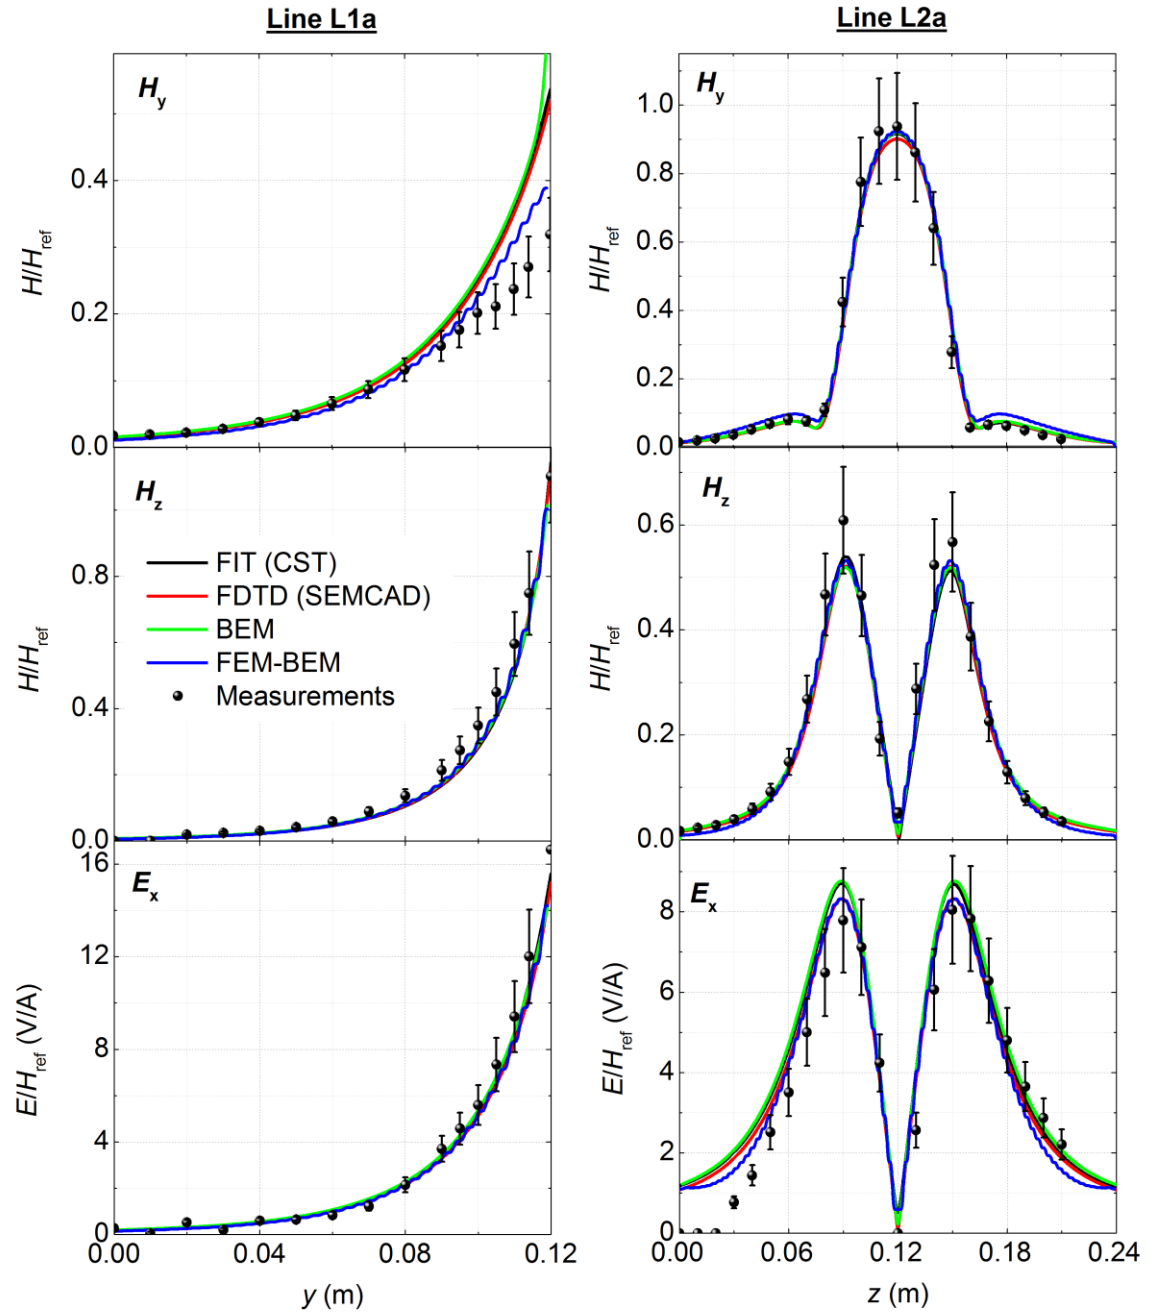 Line L1a
Line L2a
Hy
H/Href
0.4
0.2
0.0
Hy
H/Href
1.0
0.8
0.6
0.4
0.2
0.0
Hz
FIT (CST)
FDTD (SEMCAD)
BEM
FEM-BEM
Measurements
H/Href
0.8
0.4
0.0
Hz
H/Href
0.6
0.4
0.2
0.0
Ex
E/Href (V/A)
16
12
8
4
0
0.00 0.04 0.08 0.12
y (m)
Ex
E/Href (V/A)
8
6
4
2
0
0.00 0.06 0.12 0.18 0.24
z (m)